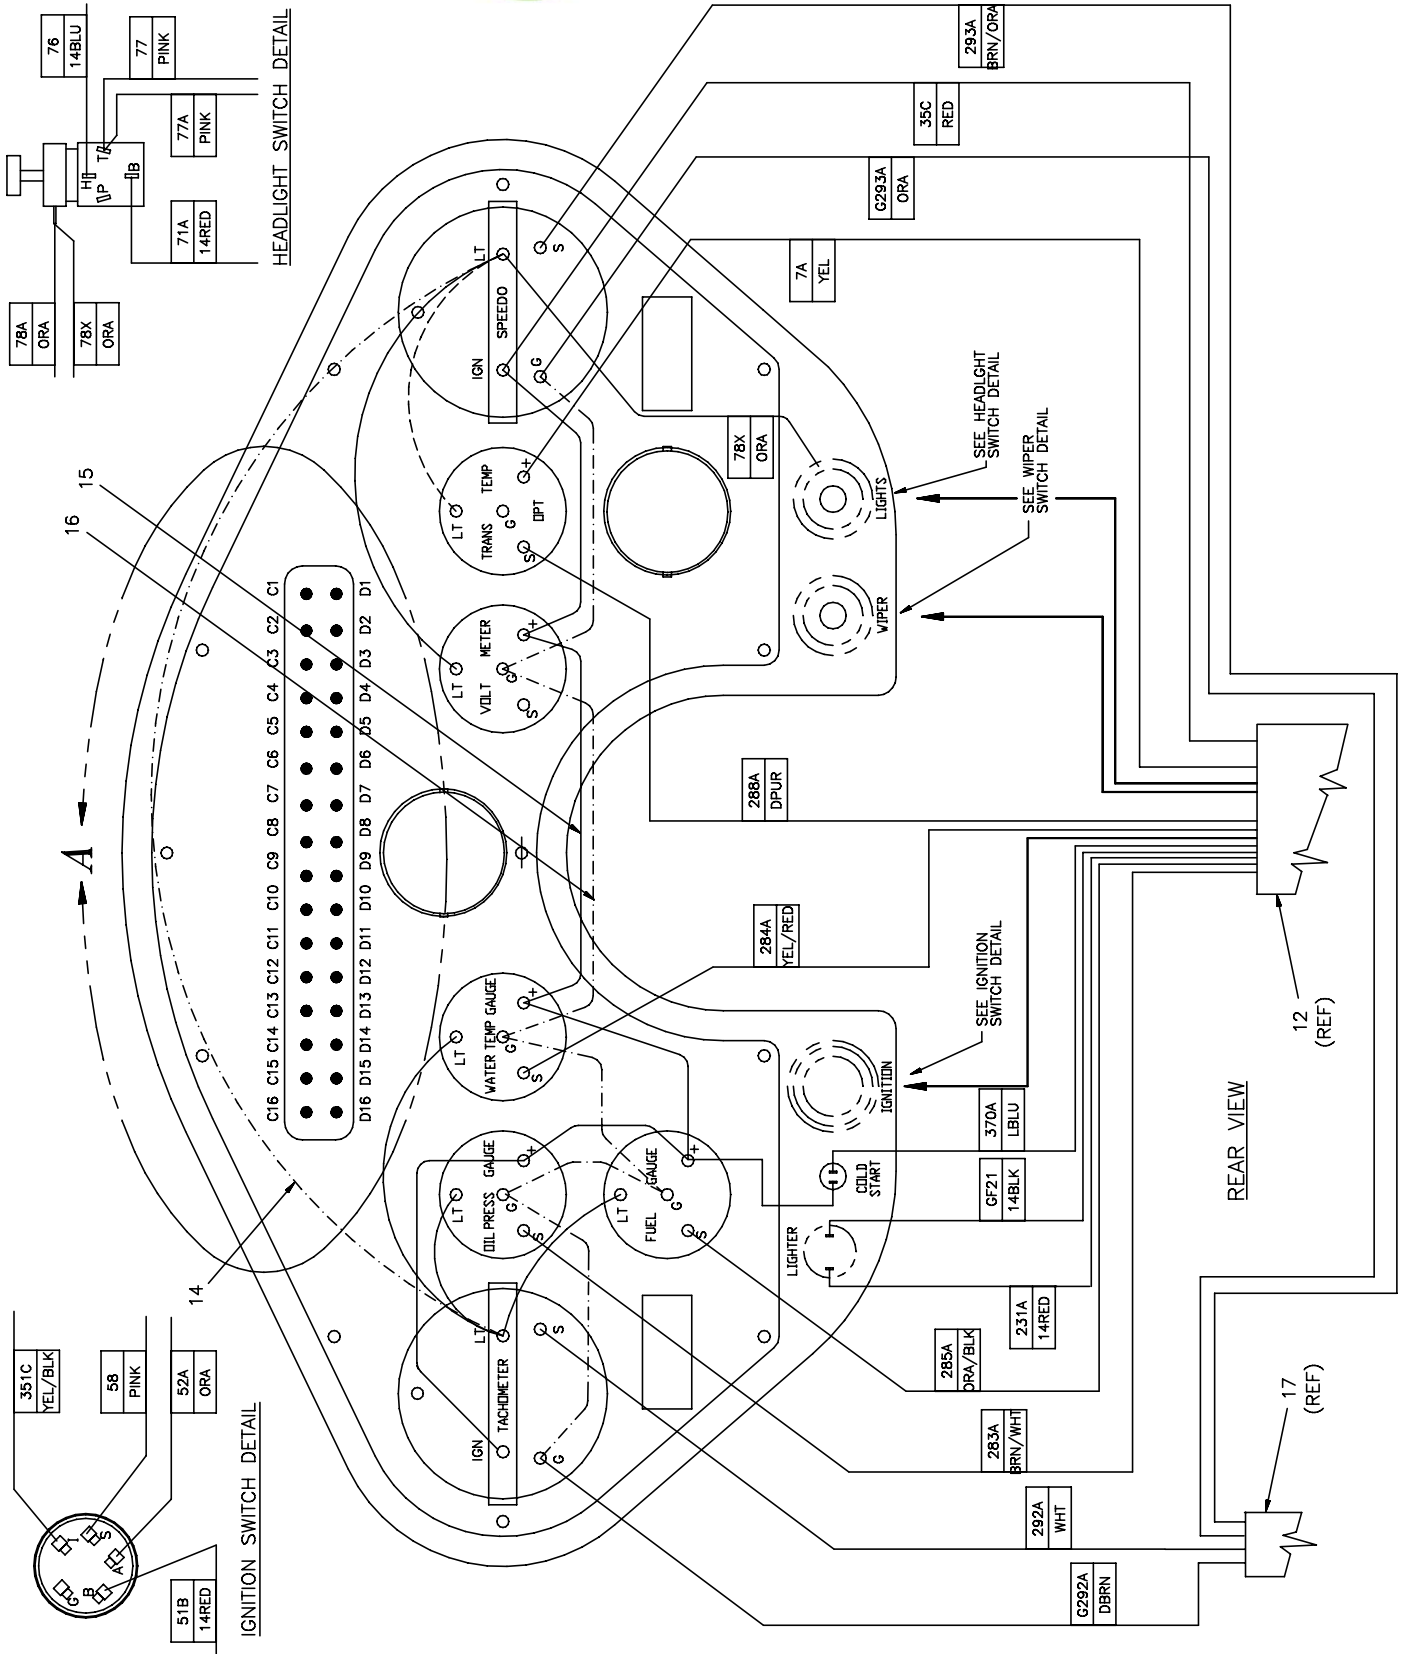 351C
YEL/BLK
58
PINK
52A
ORA
51B
14RED
G
I
S
B
A
IGNITION SWITCH DETAIL
78A
ORA
78X
ORA
76
14BLU
77
PINK
77A
PINK
71A
14RED
H
T
P
B
HEADLIGHT SWITCH DETAIL
A
14
16
15
C16 C15 C14 C13 C12 C11 C10 C9 C8 C7 C6 C5 C4 C3 C2 C1
D16 D15 D14 D13 D12 D11 D10 D9 D8 D7 D6 D5 D4 D3 D2 D1
IGN
LT
TACHOMETER
G
S
LT
OIL PRESS GAUGE
G
S
+
LT
WATER TEMP GAUGE
G
S
+
LT
FUEL GAUGE
G
S
+
LT
VOLT METER
G
S
+
LT
TRANS TEMP
G
OPT
S
+
IGN
LT
SPEEDO
G
S
LIGHTER
COLD
START
IGNITION
WIPER
LIGHTS
SEE IGNITION
SWITCH DETAIL
SEE WIPER
SWITCH DETAIL
SEE HEADLGHT
SWITCH DETAIL
284A
YEL/RED
288A
DPUR
78X
ORA
7A
YEL
G293A
ORA
35C
RED
293A
BRN/ORA
285A
ORA/BLK
231A
14RED
GF21
14BLK
370A
LBLU
283A
BRN/WHT
292A
WHT
G292A
DBRN
12
(REF)
17
(REF)
REAR VIEW